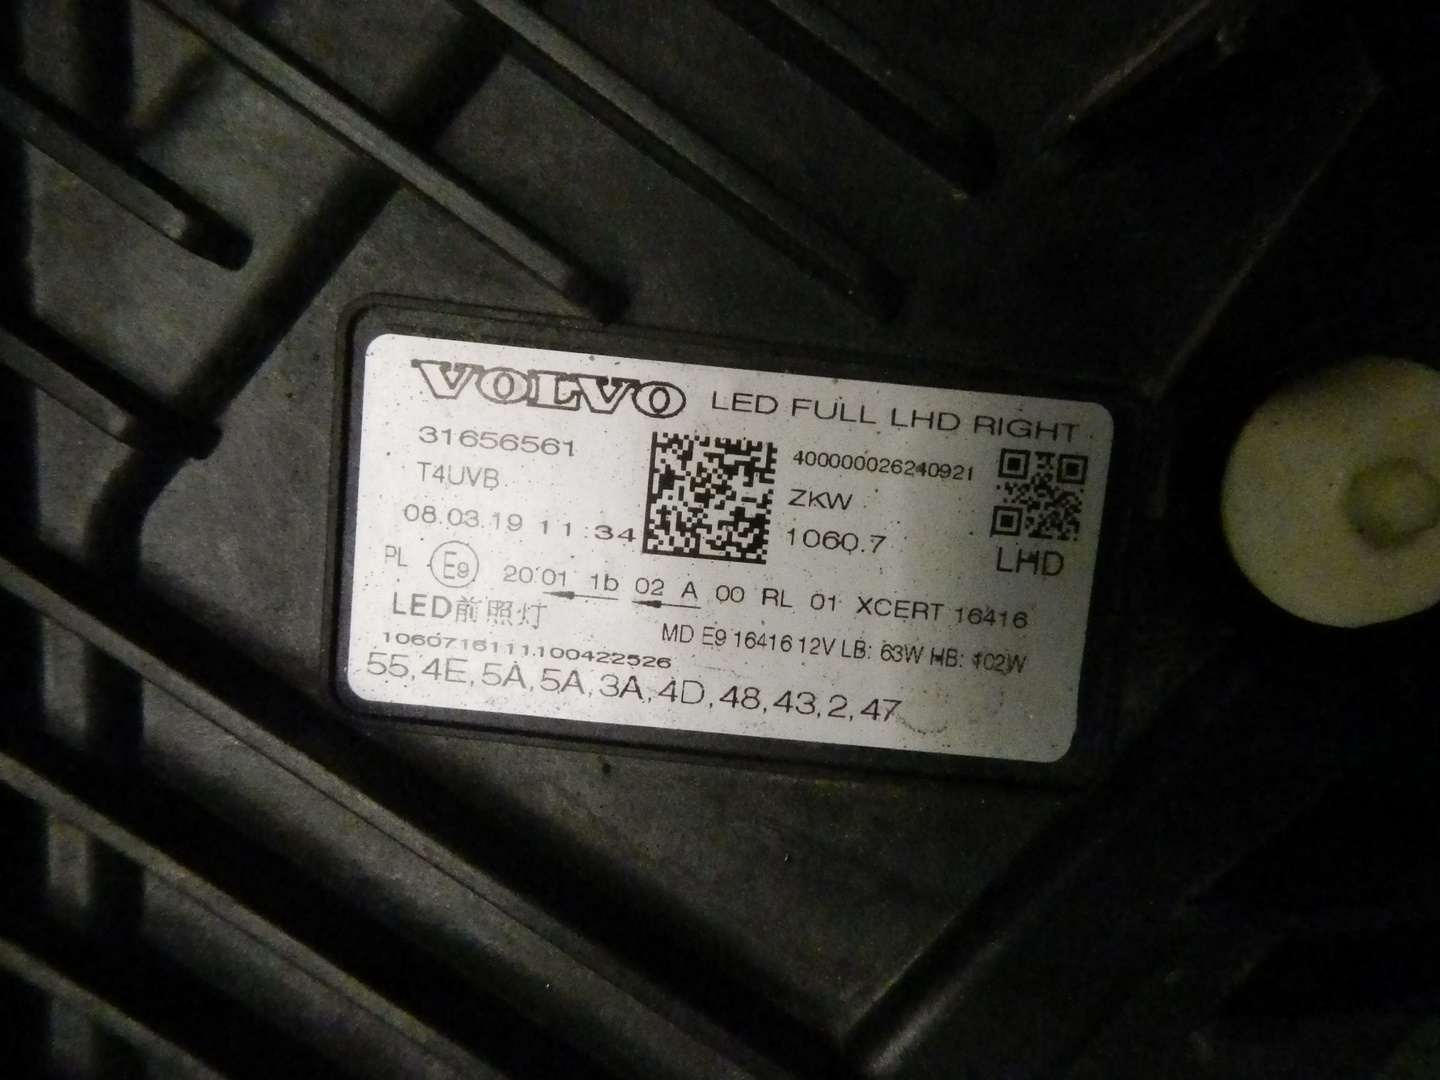 VOLVO LED FULL LHD RIGHT
31656561
400000026240921
T4UVB
ZKW
08.03.19 11:34
1060.7
LHD
PL E9 20.01 1b 02 A 00 RL 01 XCERT 16416
LED前照灯
MD E9 16416 12V LB: 63W HB: 102W
1060716111.100422526
55,4E,5A,5A,3A,4D,48,43,2,47